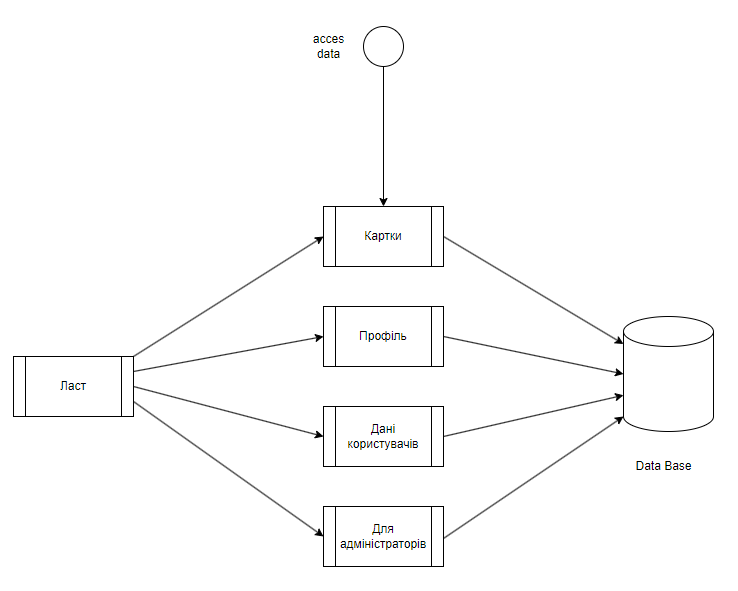 acces
data
Картки
Профіль
Ласт
Дані
користувачів
Data Base
Для
адміністраторів